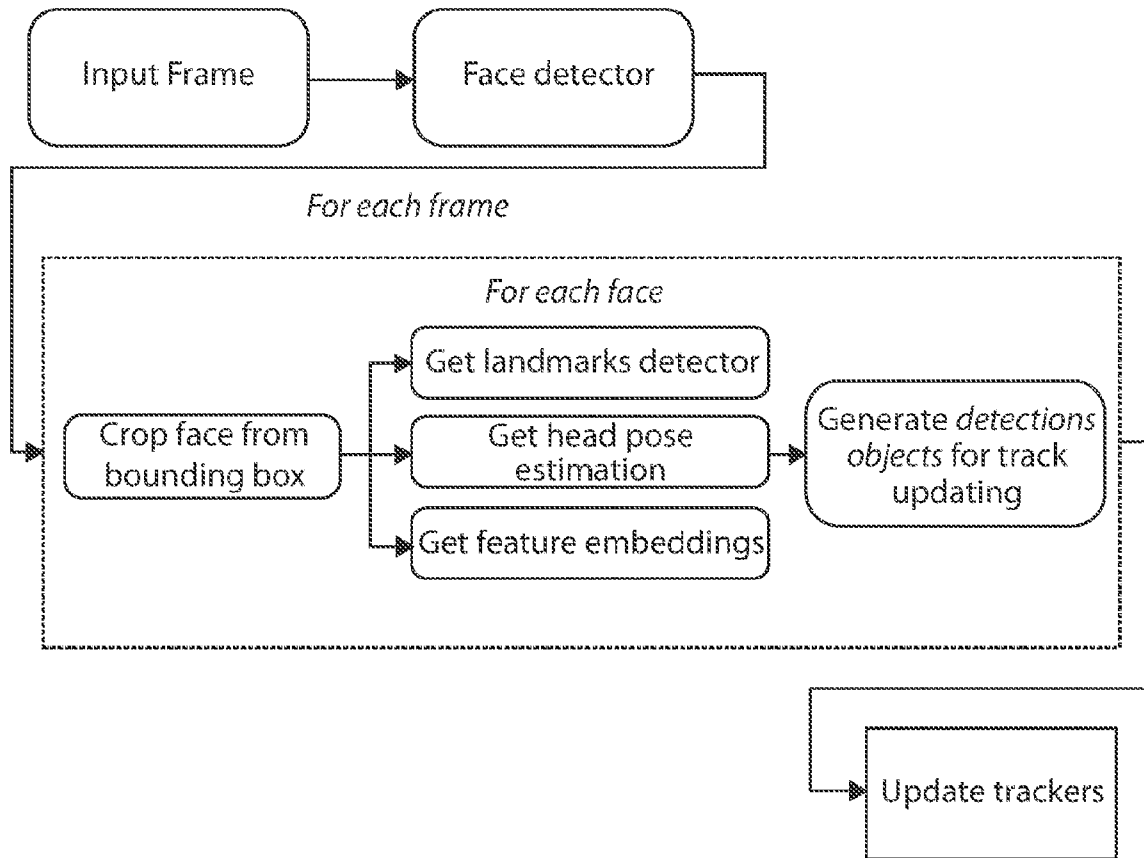 Input Frame
Face detector
For each frame
For each face
Get landmarks detector
Crop face from
bounding box
Get head pose
estimation
Generate detections
objects for track
updating
Get feature embeddings
Update trackers